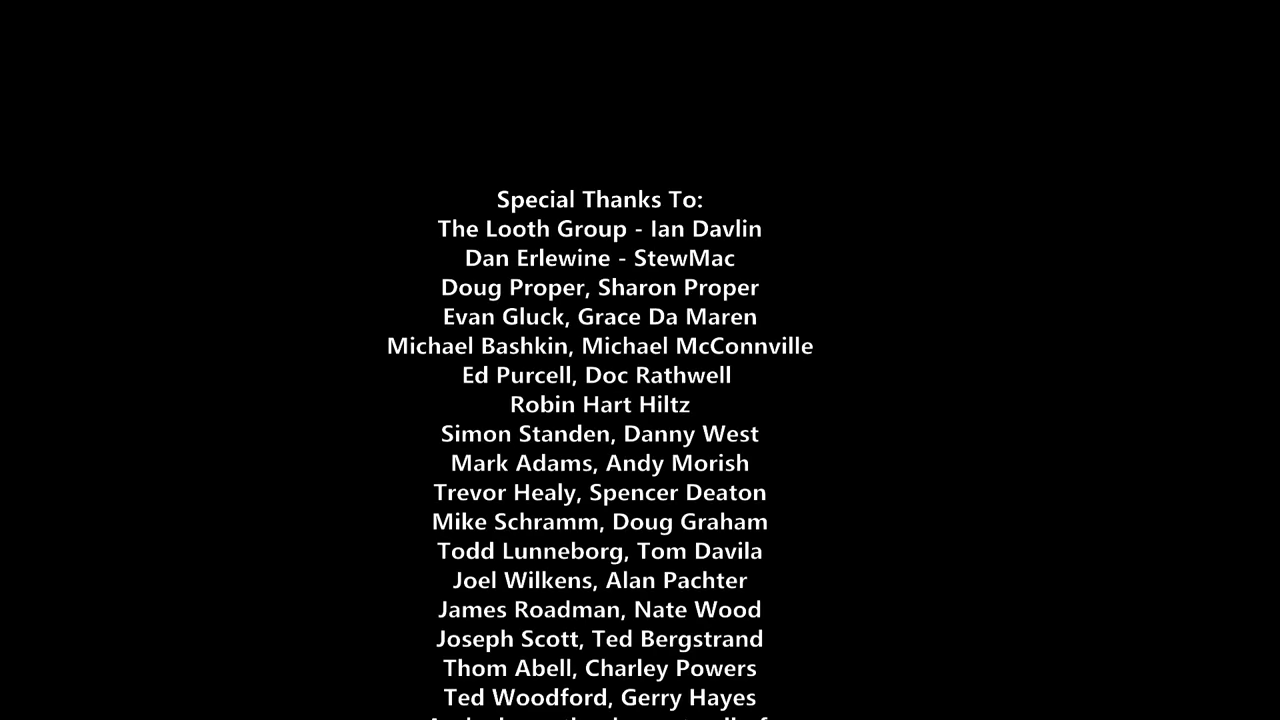 Special Thanks To:
The Looth Group - Ian Davlin
Dan Erlewine - StewMac
Doug Proper, Sharon Proper
Evan Gluck, Grace Da Maren
Michael Bashkin, Michael McConnville
Ed Purcell, Doc Rathwell
Robin Hart Hiltz
Simon Standen, Danny West
Mark Adams, Andy Morish
Trevor Healy, Spencer Deaton
Mike Schramm, Doug Graham
Todd Lunneborg, Tom Davila
Joel Wilkens, Alan Pachter
James Roadman, Nate Wood
Joseph Scott, Ted Bergstrand
Thom Abell, Charley Powers
Ted Woodford, Gerry Hayes